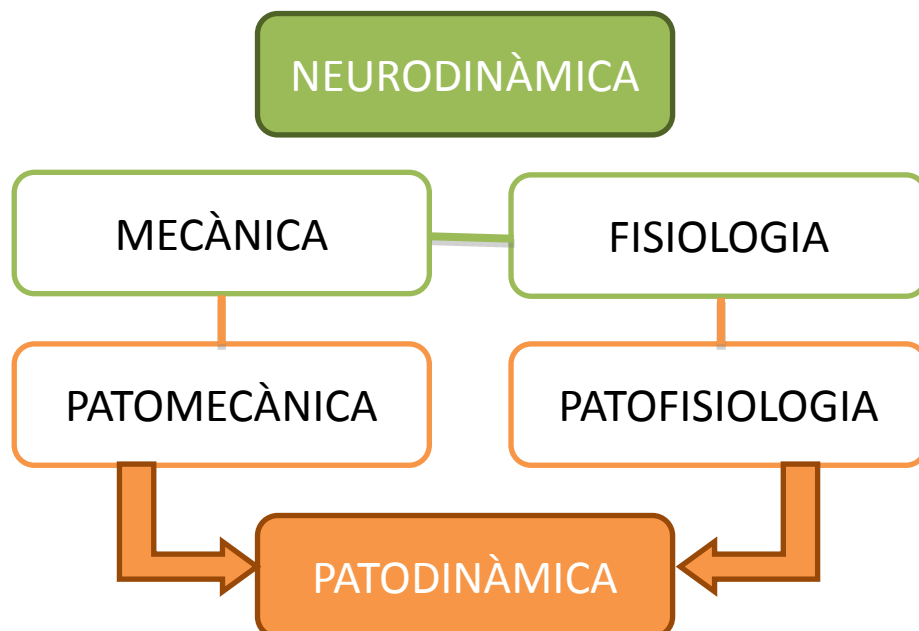 NEURODINÀMICA
MECÀNICA
FISIOLOGIA
PATOMECÀNICA
PATOFISIOLOGIA
PATODINÀMICA